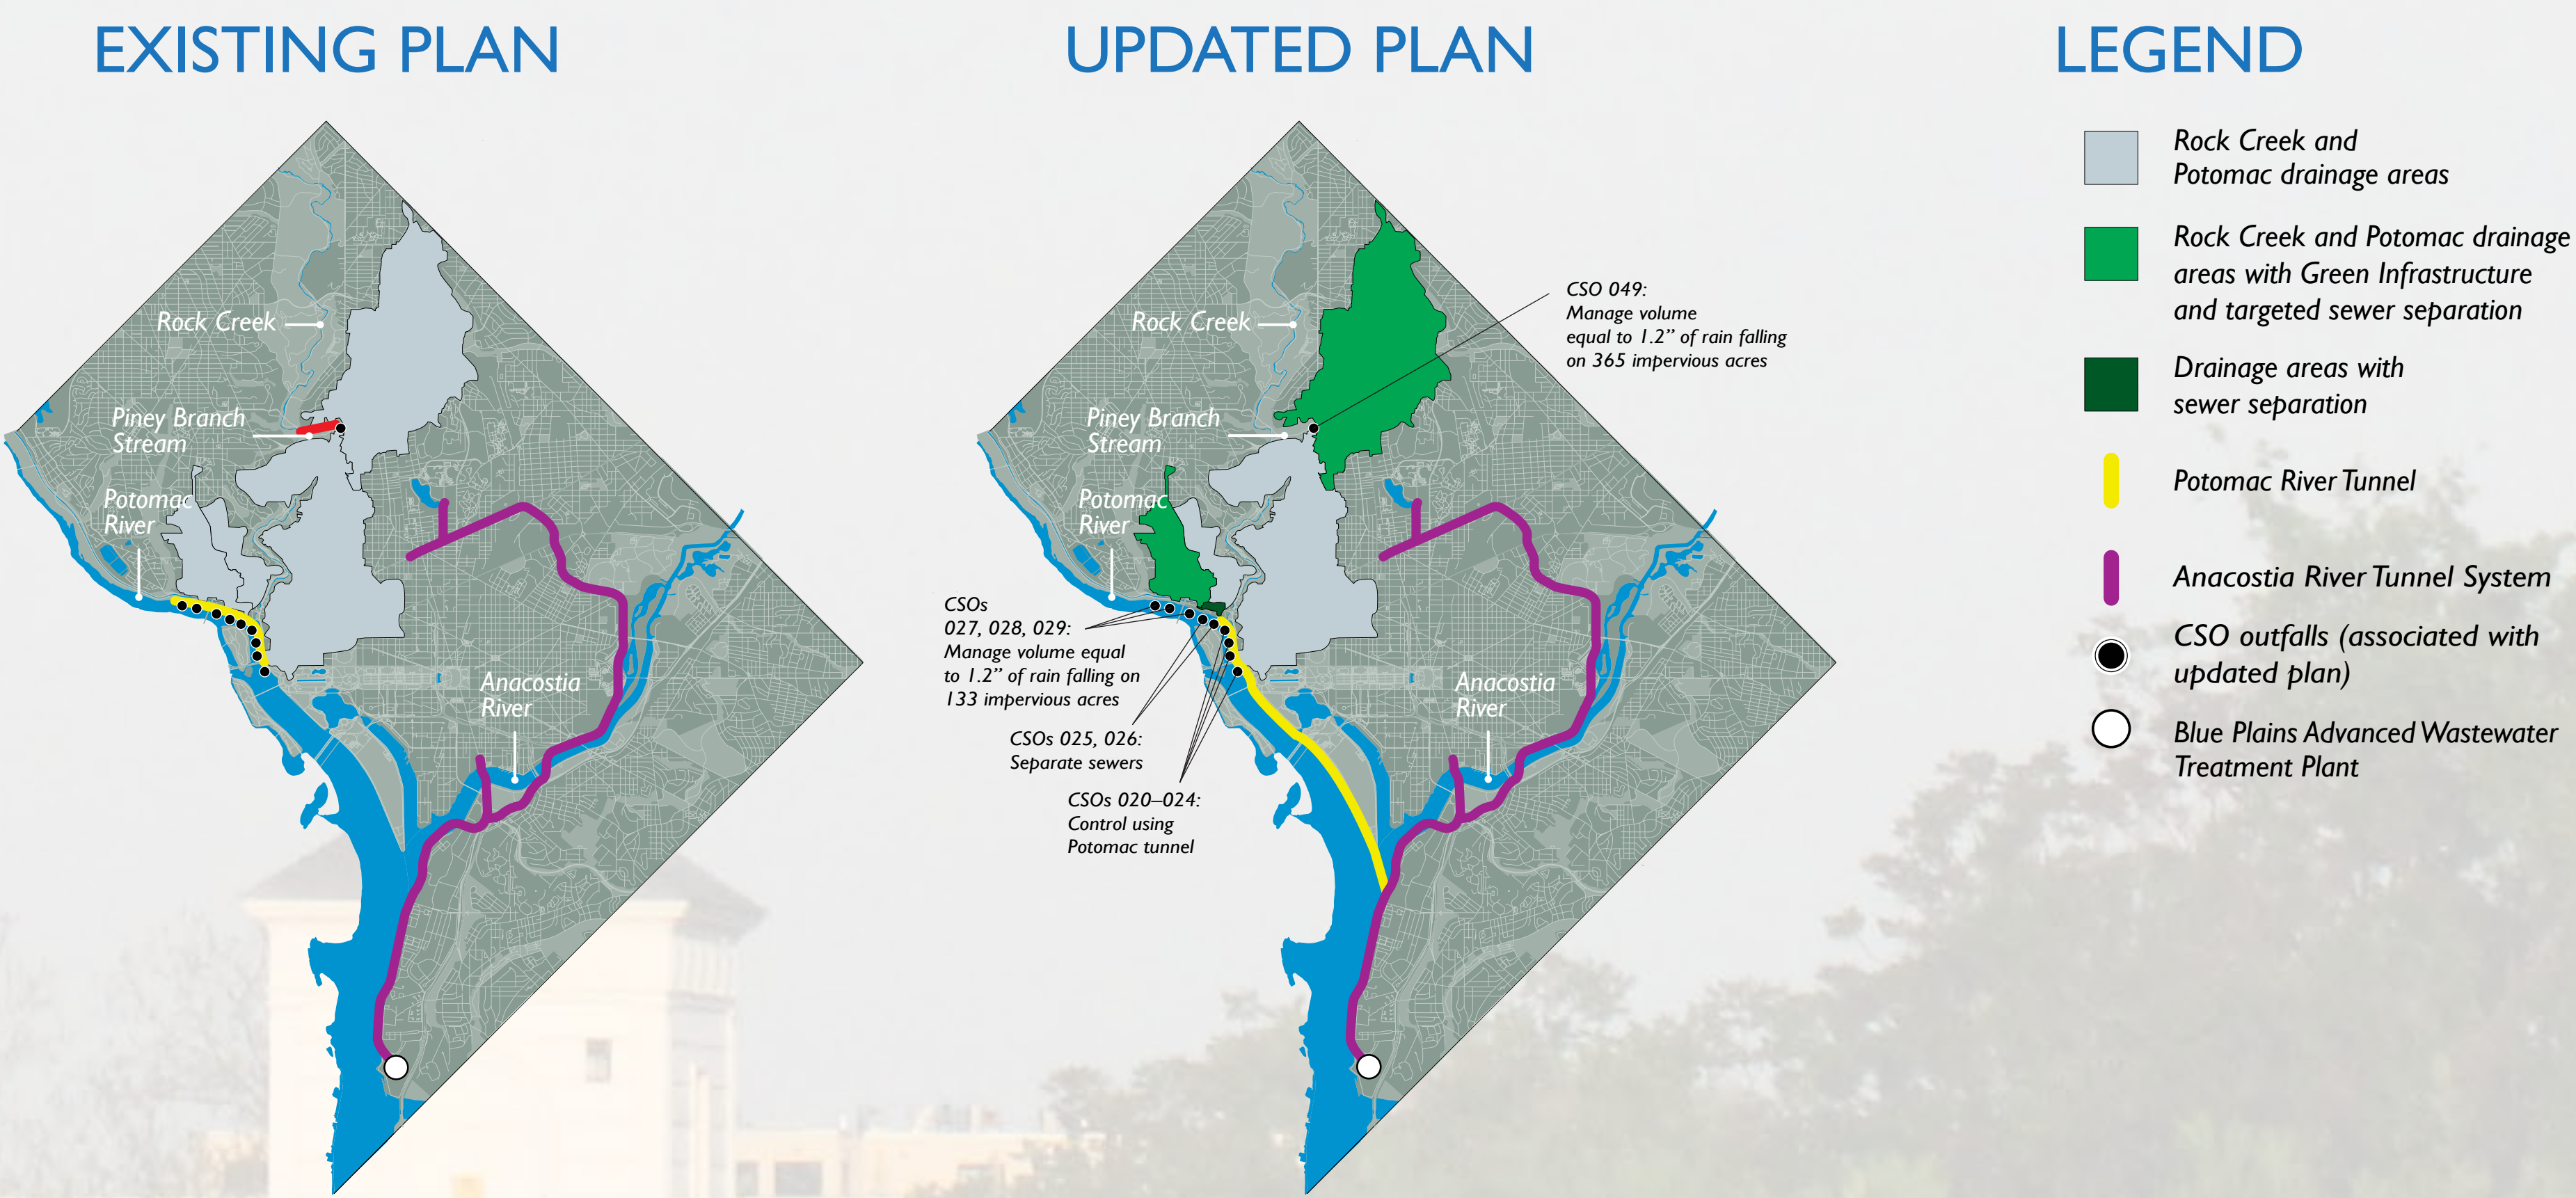 EXISTING PLAN
Rock Creek
Piney Branch
Stream
Potomac
River
Anacostia
River
UPDATED PLAN
CSO 049:
Manage volume
equal to 1.2” of rain falling
on 365 impervious acres
Rock Creek
Piney Branch
Stream
Potomac
River
CSOs
027, 028, 029:
Manage volume equal
to 1.2” of rain falling on
133 impervious acres
CSOs 025, 026:
Separate sewers
CSOs 020–024:
Control using
Potomac tunnel
Anacostia
River
LEGEND
Rock Creek and
Potomac drainage areas
Rock Creek and Potomac drainage
areas with Green Infrastructure
and targeted sewer separation
Drainage areas with
sewer separation
Potomac River Tunnel
Anacostia River Tunnel System
CSO outfalls (associated with
updated plan)
Blue Plains Advanced Wastewater
Treatment Plant